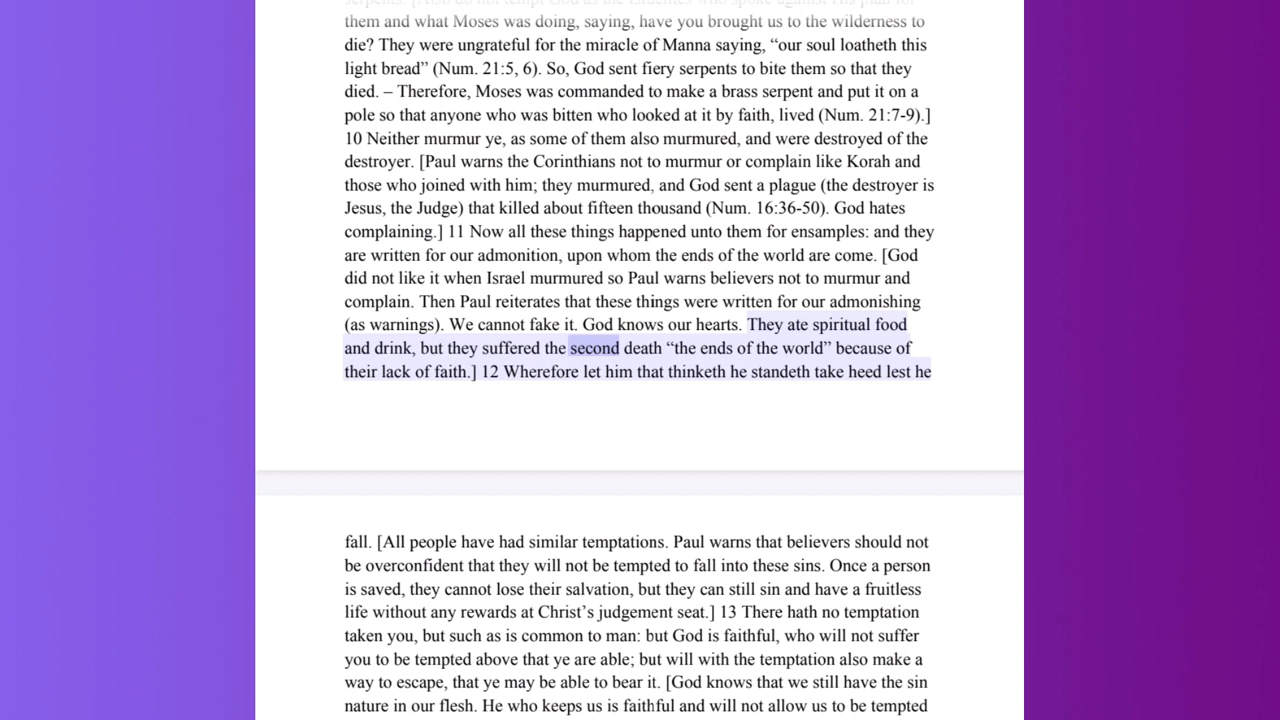 serpents. [Also do not tempt God as the Israelites who spoke against His plan for
them and what Moses was doing, saying, have you brought us to the wilderness to
die? They were ungrateful for the miracle of Manna saying, “our soul loatheth this
light bread” (Num. 21:5, 6). So, God sent fiery serpents to bite them so that they
died. – Therefore, Moses was commanded to make a brass serpent and put it on a
pole so that anyone who was bitten who looked at it by faith, lived (Num. 21:7-9).]
10 Neither murmur ye, as some of them also murmured, and were destroyed of the
destroyer. [Paul warns the Corinthians not to murmur or complain like Korah and
those who joined with him; they murmured, and God sent a plague (the destroyer is
Jesus, the Judge) that killed about fifteen thousand (Num. 16:36-50). God hates
complaining.] 11 Now all these things happened unto them for ensamples: and they
are written for our admonition, upon whom the ends of the world are come. [God
did not like it when Israel murmured so Paul warns believers not to murmur and
complain. Then Paul reiterates that these things were written for our admonishing
(as warnings). We cannot fake it. God knows our hearts. They ate spiritual food
and drink, but they suffered the second death “the ends of the world” because of
their lack of faith.] 12 Wherefore let him that thinketh he standeth take heed lest he
fall. [All people have had similar temptations. Paul warns that believers should not
be overconfident that they will not be tempted to fall into these sins. Once a person
is saved, they cannot lose their salvation, but they can still sin and have a fruitless
life without any rewards at Christ’s judgement seat.] 13 There hath no temptation
taken you, but such as is common to man: but God is faithful, who will not suffer
you to be tempted above that ye are able; but will with the temptation also make a
way to escape, that ye may be able to bear it. [God knows that we still have the sin
nature in our flesh. He who keeps us is faithful and will not allow us to be tempted